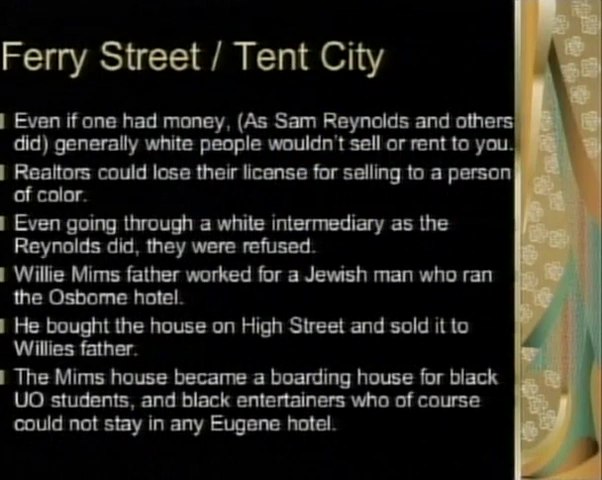 Ferry Street / Tent City
Even if one had money, (As Sam Reynolds and others
did) generally white people wouldn't sell or rent to you.
Realtors could lose their license for selling to a person
of color.
Even going through a white intermediary as the
Reynolds did, they were refused.
Willie Mims father worked for a Jewish man who ran
the Osborne hotel.
He bought the house on High Street and sold it to
Willies father.
The Mims house became a boarding house for black
UO students, and black entertainers who of course
could not stay in any Eugene hotel.